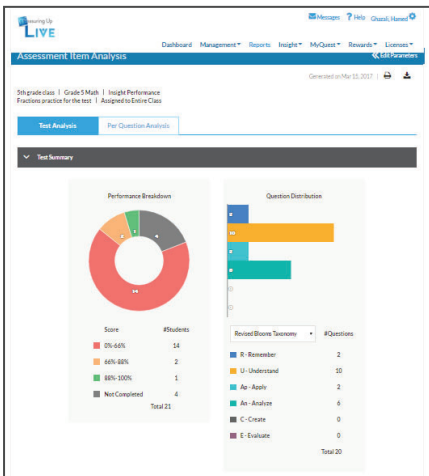 Measuring Up
LIVE
Messages ? Help Ghazali, Hamed
Dashboard Management Reports Insight MyQuest Rewards Licenses
Assessment Item Analysis
Edit Parameters
Generated on Mar 15, 2017
5th grade class | Grade 5 Math | Insight Performance
Fractions practice for the test | Assigned to Entire Class
Test Analysis Per Question Analysis
Test Summary
Performance Breakdown
Score #Students
0%-66% 14
66%-88% 2
88%-100% 1
Not Completed 4
Total 21
Question Distribution
Revised Blooms Taxonomy #Questions
R - Remember 2
U - Understand 10
Ap - Apply 2
An - Analyze 6
C - Create 0
E - Evaluate 0
Total 20